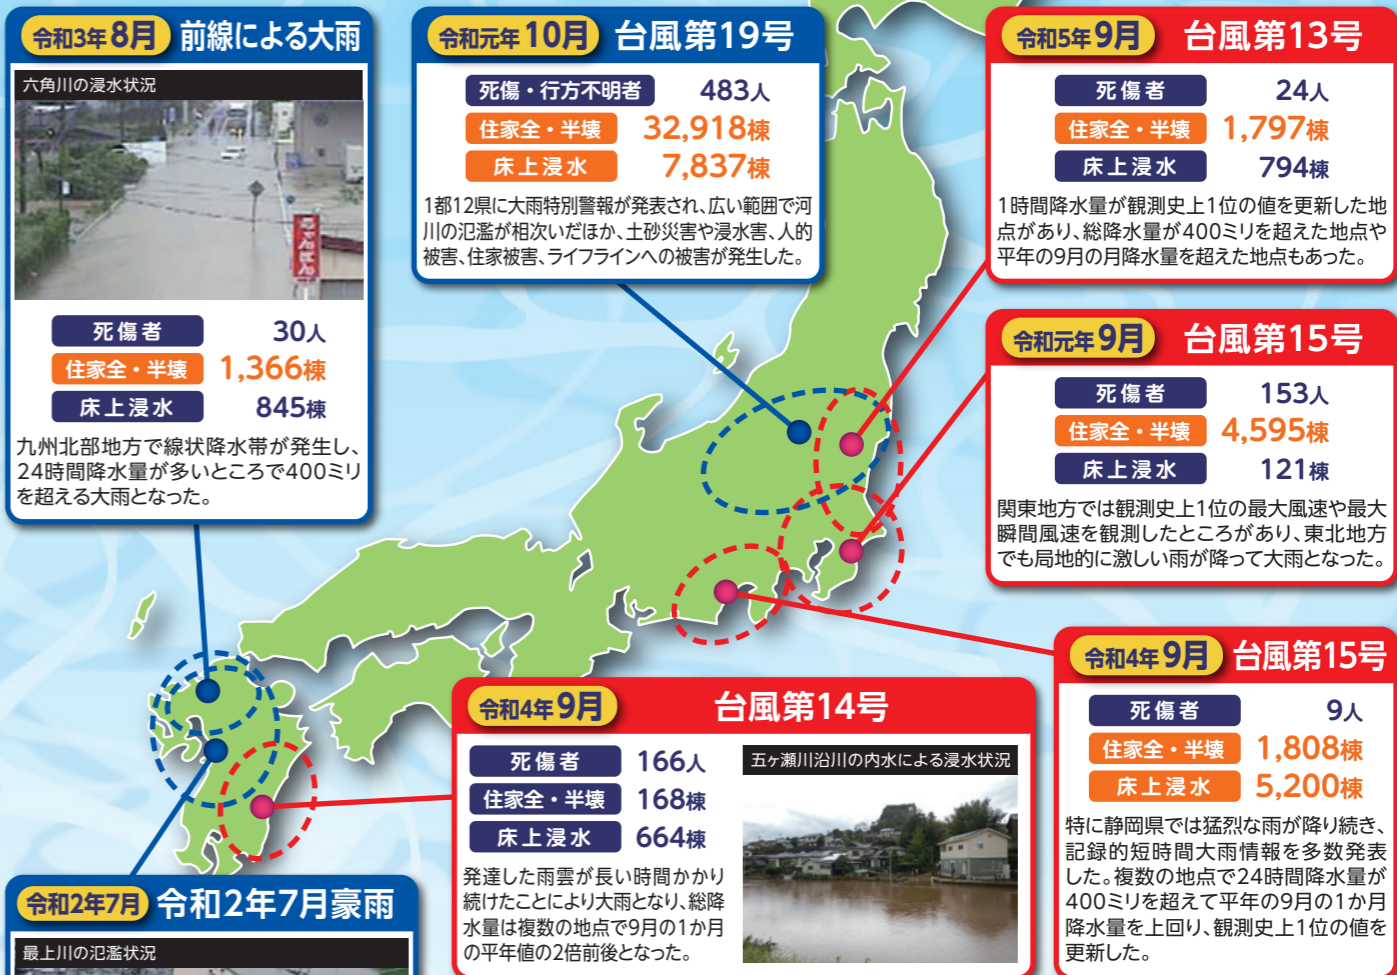 令和3年8月 前線による大雨
六角川の浸水状況
ちゃんぽん
死傷者 30人
住家全・半壊 1,366棟
床上浸水 845棟
九州北部地方で線状降水帯が発生し、
24時間降水量が多いところで400ミリ
を超える大雨となった。
令和元年10月 台風第19号
死傷・行方不明者 483人
住家全・半壊 32,918棟
床上浸水 7,837棟
1都12県に大雨特別警報が発表され、広い範囲で河
川の氾濫が相次いだほか、土砂災害や浸水害、人的
被害、住家被害、ライフラインへの被害が発生した。
令和5年9月 台風第13号
死傷者 24人
住家全・半壊 1,797棟
床上浸水 794棟
1時間降水量が観測史上1位の値を更新した地
点があり、総降水量が400ミリを超えた地点や
平年の9月の月降水量を超えた地点もあった。
令和元年9月 台風第15号
死傷者 153人
住家全・半壊 4,595棟
床上浸水 121棟
関東地方では観測史上1位の最大風速や最大
瞬間風速を観測したところがあり、東北地方
でも局地的に激しい雨が降って大雨となった。
令和4年9月 台風第14号
死傷者 166人
住家全・半壊 168棟
床上浸水 664棟
発達した雨雲が長い時間かかり
続けたことにより大雨となり、総降
水量は複数の地点で9月の1か月
の平年値の2倍前後となった。
五ヶ瀬川沿川の内水による浸水状況
令和4年9月 台風第15号
死傷者 9人
住家全・半壊 1,808棟
床上浸水 5,200棟
特に静岡県では猛烈な雨が降り続き、
記録的短時間大雨情報を多数発表
した。複数の地点で24時間降水量が
400ミリを超えて平年の9月の1か月
降水量を上回り、観測史上1位の値を
更新した。
令和2年7月 令和2年7月豪雨
最上川の氾濫状況